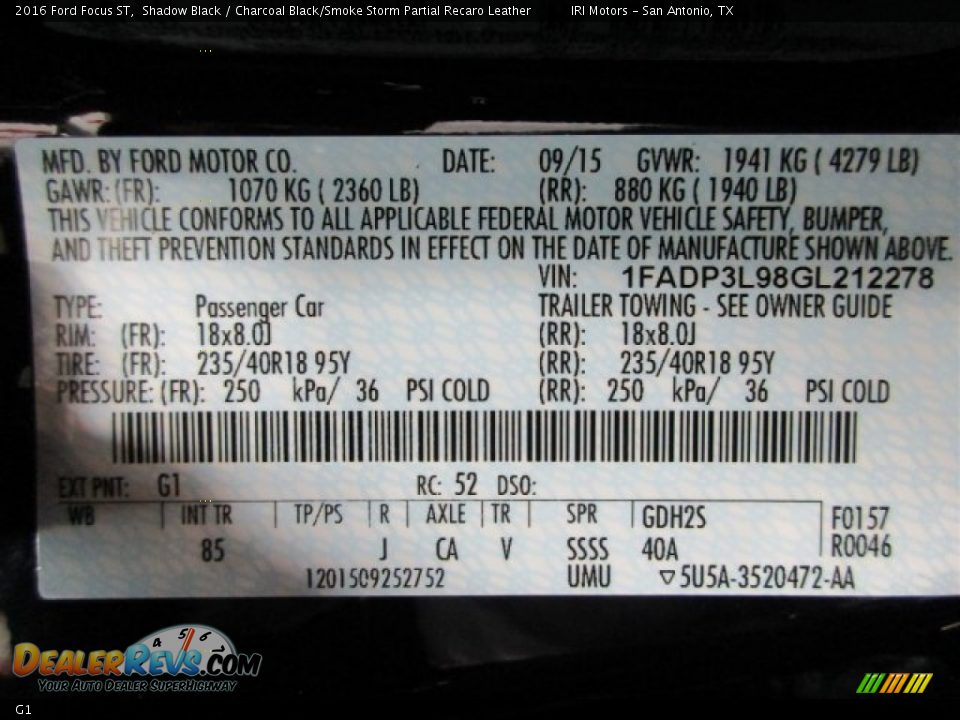 2016 Ford Focus ST, Shadow Black / Charcoal Black/Smoke Storm Partial Recaro Leather IRI Motors - San Antonio, TX
MFD. BY FORD MOTOR CO. DATE: 09/15 GVWR: 1941 KG ( 4279 LB)
GAWR: (FR): 1070 KG ( 2360 LB) (RR): 880 KG ( 1940 LB)
THIS VEHICLE CONFORMS TO ALL APPLICABLE FEDERAL MOTOR VEHICLE SAFETY, BUMPER,
AND THEFT PREVENTION STANDARDS IN EFFECT ON THE DATE OF MANUFACTURE SHOWN ABOVE.
VIN: 1FADP3L98GL212278
TYPE: Passenger Car TRAILER TOWING - SEE OWNER GUIDE
RIM: (FR): 18x8.0J (RR): 18x8.0J
TIRE: (FR): 235/40R18 95Y (RR): 235/40R18 95Y
PRESSURE: (FR): 250 kPa/ 36 PSI COLD (RR): 250 kPa/ 36 PSI COLD
EXT PNT: G1 RC: 52 DSO:
WB INT TR TP/PS R AXLE TR SPR GDH2S F0157
85 J CA V SSSS 40A R0046
1201509252752 UMU ▽5U5A-3520472-AA
4 5 6
DEALERREVS.COM
YOUR AUTO DEALER SUPERHIGHWAY
G1